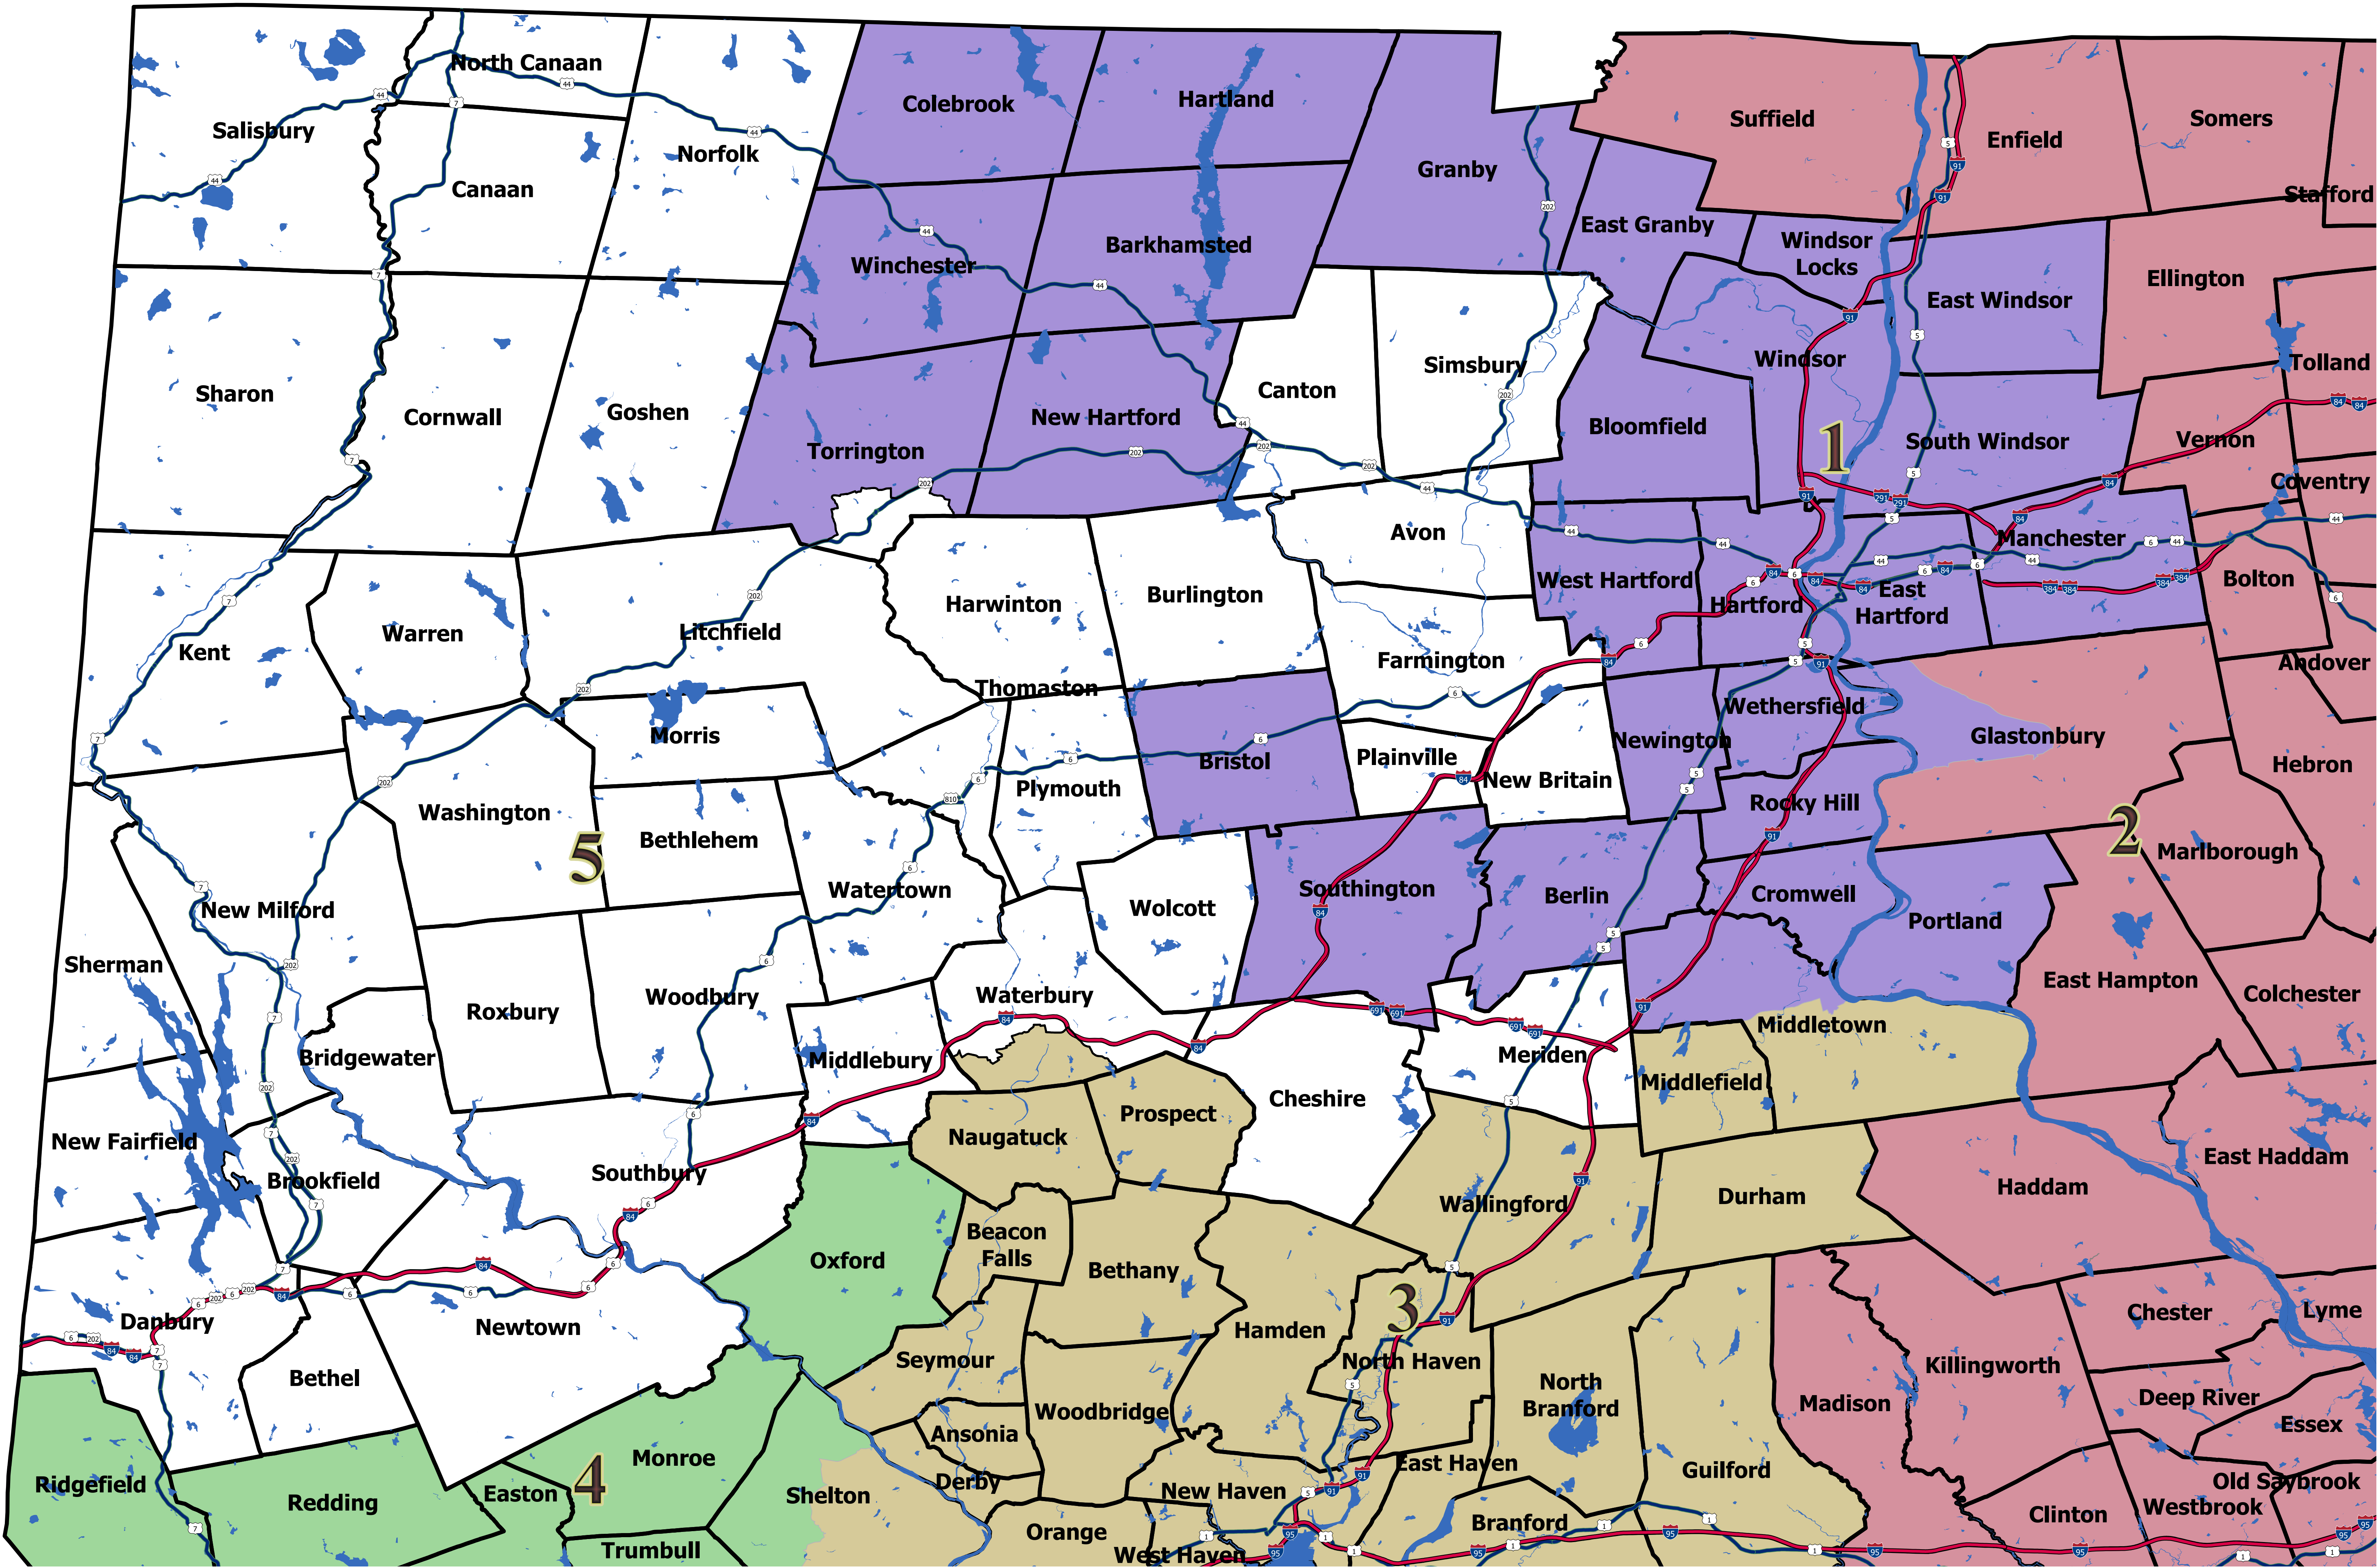 North Canaan
Colebrook
Hartland
Suffield
Enfield
Somers
Salisbury
Norfolk
Canaan
Granby
Stafford
East Granby
Windsor
Locks
Winchester
Barkhamsted
Ellington
East Windsor
Sharon
Cornwall
Goshen
Torrington
New Hartford
Canton
Simsbury
Windsor
Tolland
Bloomfield
1
South Windsor
Vernon
Coventry
Avon
Manchester
West Hartford
Bolton
Harwinton
Burlington
Hartford
East
Hartford
Warren
Litchfield
Kent
Farmington
Andover
Thomaston
Wethersfield
Morris
Newington
Glastonbury
Bristol
Plainville
Hebron
New Britain
Plymouth
Washington
Rocky Hill
5
Bethlehem
2
Marlborough
Watertown
Southington
Berlin
Cromwell
New Milford
Wolcott
Portland
Sherman
East Hampton
Roxbury
Woodbury
Waterbury
Colchester
Middletown
Bridgewater
Middlebury
Meriden
Middlefield
Cheshire
Prospect
New Fairfield
Naugatuck
East Haddam
Brookfield
Southbury
Wallingford
Durham
Haddam
Beacon
Falls
Oxford
Bethany
3
Danbury
Newtown
Hamden
Chester
Lyme
Seymour
North Haven
Killingworth
Bethel
North
Branford
Madison
Deep River
Woodbridge
Essex
Ansonia
Ridgefield
Redding
Easton
4
Monroe
Shelton
Derby
New Haven
East Haven
Guilford
Old Saybrook
Westbrook
Clinton
Orange
Branford
Trumbull
West Haven